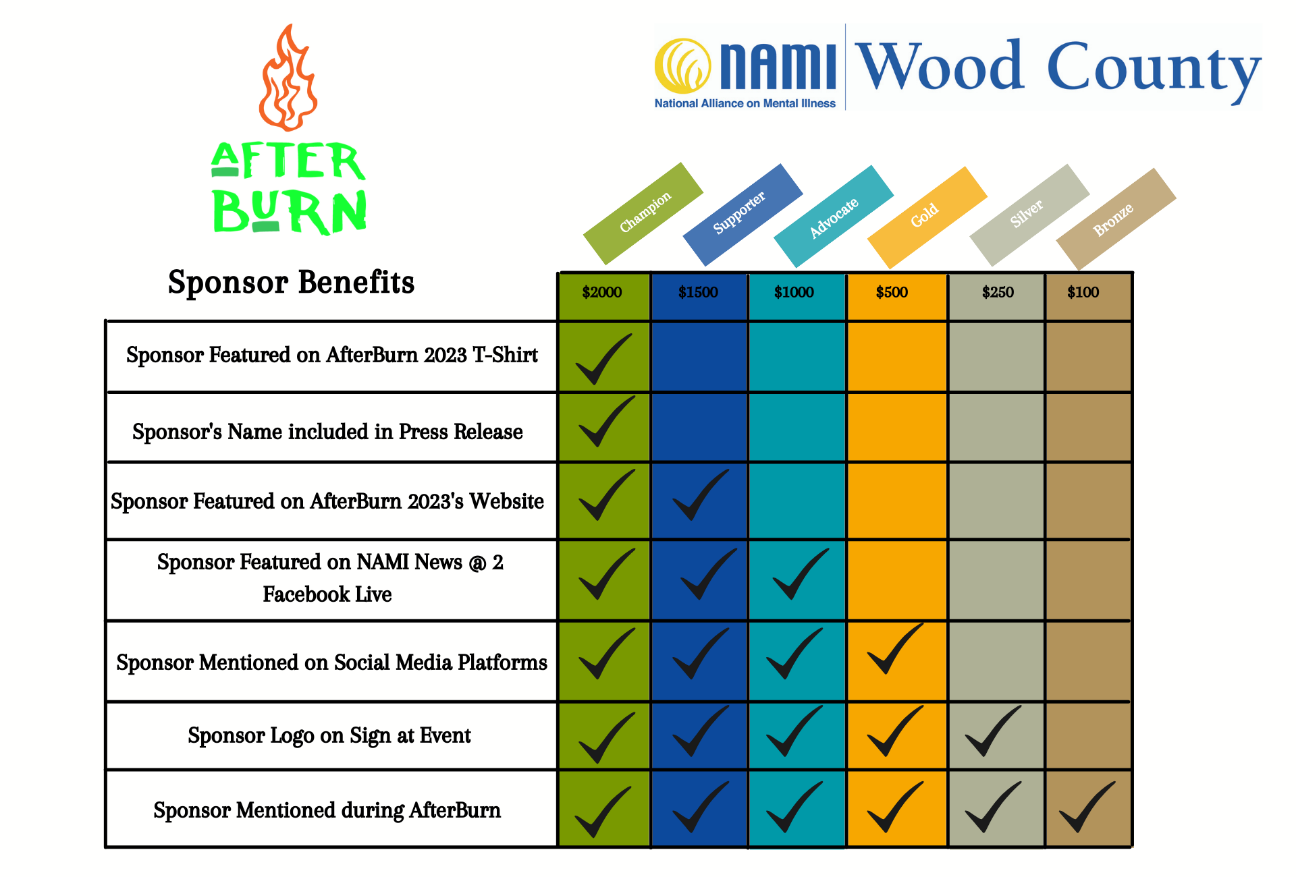 AFTER
BURN
NAMI
National Alliance on Mental Illness
Wood County
Champion
Supporter
Advocate
Gold
Silver
Bronze
Sponsor Benefits
$2000 $1500 $1000 $500 $250 $100
Sponsor Featured on AfterBurn 2023 T-Shirt
Sponsor's Name included in Press Release
Sponsor Featured on AfterBurn 2023's Website
Sponsor Featured on NAMI News @ 2
Facebook Live
Sponsor Mentioned on Social Media Platforms
Sponsor Logo on Sign at Event
Sponsor Mentioned during AfterBurn